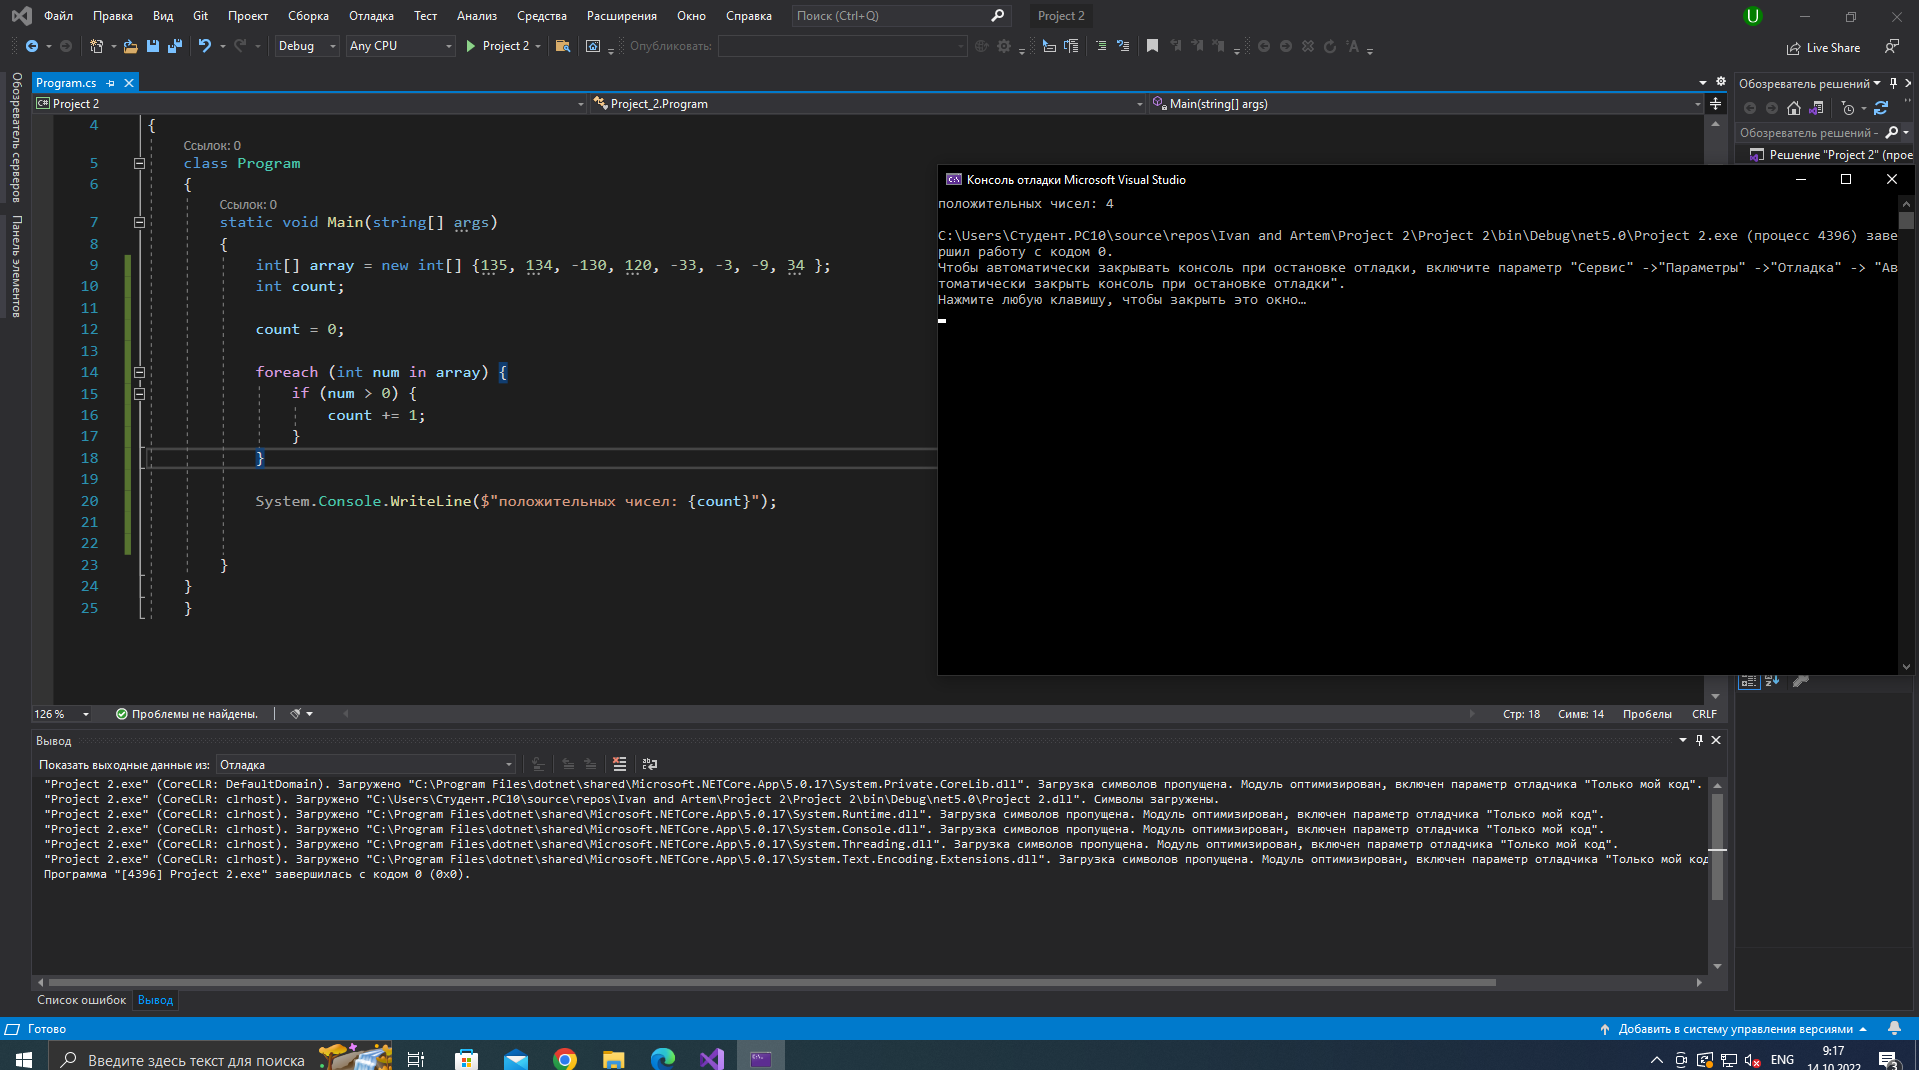 Файл Правка Вид Git Проект Сборка Отладка Тест Анализ Средства Расширения Окно Справка Поиск (Ctrl+Q) Project 2 U
Debug Any CPU Project 2 Опубликовать: Live Share
Обозреватель серверов
Панель элементов
Program.cs
Project 2 Project_2.Program Main(string[] args)
Обозреватель решений
Обозреватель решений -
Решение "Project 2" (прое
4 {
Ссылок: 0
5 class Program
6 {
Ссылок: 0
7 static void Main(string[] args)
8 {
9 int[] array = new int[] {135, 134, -130, 120, -33, -3, -9, 34 };
10 int count;
11
12 count = 0;
13
14 foreach (int num in array) {
15 if (num > 0) {
16 count += 1;
17 }
18 }
19
20 System.Console.WriteLine($"положительных чисел: {count}");
21
22
23 }
24 }
25 }
Консоль отладки Microsoft Visual Studio
положительных чисел: 4
C:\Users\Студент.PC10\source\repos\Ivan and Artem\Project 2\Project 2\bin\Debug\net5.0\Project 2.exe (процесс 4396) заве
ршил работу с кодом 0.
Чтобы автоматически закрывать консоль при остановке отладки, включите параметр "Сервис" ->"Параметры" ->"Отладка" -> "Ав
томатически закрыть консоль при остановке отладки".
Нажмите любую клавишу, чтобы закрыть это окно…
126 % Проблемы не найдены. Стр: 18 Симв: 14 Пробелы CRLF
Вывод
Показать выходные данные из: Отладка
"Project 2.exe" (CoreCLR: DefaultDomain). Загружено "C:\Program Files\dotnet\shared\Microsoft.NETCore.App\5.0.17\System.Private.CoreLib.dll". Загрузка символов пропущена. Модуль оптимизирован, включен параметр отладчика "Только мой код".
"Project 2.exe" (CoreCLR: clrhost). Загружено "C:\Users\Студент.PC10\source\repos\Ivan and Artem\Project 2\Project 2\bin\Debug\net5.0\Project 2.dll". Символы загружены.
"Project 2.exe" (CoreCLR: clrhost). Загружено "C:\Program Files\dotnet\shared\Microsoft.NETCore.App\5.0.17\System.Runtime.dll". Загрузка символов пропущена. Модуль оптимизирован, включен параметр отладчика "Только мой код".
"Project 2.exe" (CoreCLR: clrhost). Загружено "C:\Program Files\dotnet\shared\Microsoft.NETCore.App\5.0.17\System.Console.dll". Загрузка символов пропущена. Модуль оптимизирован, включен параметр отладчика "Только мой код".
"Project 2.exe" (CoreCLR: clrhost). Загружено "C:\Program Files\dotnet\shared\Microsoft.NETCore.App\5.0.17\System.Threading.dll". Загрузка символов пропущена. Модуль оптимизирован, включен параметр отладчика "Только мой код".
"Project 2.exe" (CoreCLR: clrhost). Загружено "C:\Program Files\dotnet\shared\Microsoft.NETCore.App\5.0.17\System.Text.Encoding.Extensions.dll". Загрузка символов пропущена. Модуль оптимизирован, включен параметр отладчика "Только мой код
Программа "[4396] Project 2.exe" завершилась с кодом 0 (0x0).
Список ошибок Вывод
Готово Добавить в систему управления версиями
Введите здесь текст для поиска ENG 9:17
14.10.2022 3